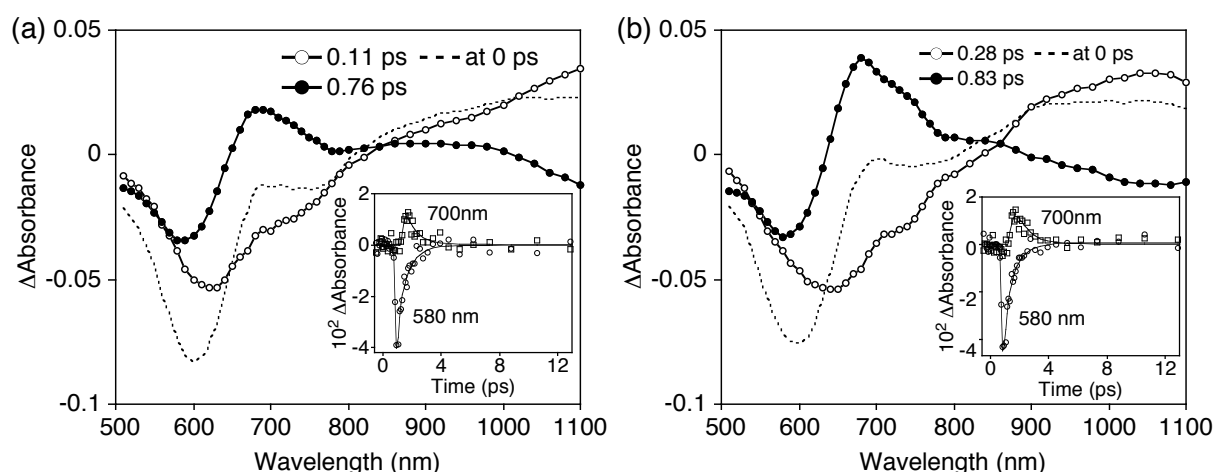 (a)
0.05
0
-0.05
-0.1
ΔAbsorbance
0.11 ps
at 0 ps
0.76 ps
500 600 700 800 900 1000 1100
Wavelength (nm)
10² ΔAbsorbance
2
0
-2
-4
700nm
580 nm
0 4 8 12
Time (ps)
(b)
0.05
0
-0.05
-0.1
ΔAbsorbance
0.28 ps
at 0 ps
0.83 ps
500 600 700 800 900 1000 1100
Wavelength (nm)
10² ΔAbsorbance
2
0
-2
-4
700nm
580 nm
0 4 8 12
Time (ps)